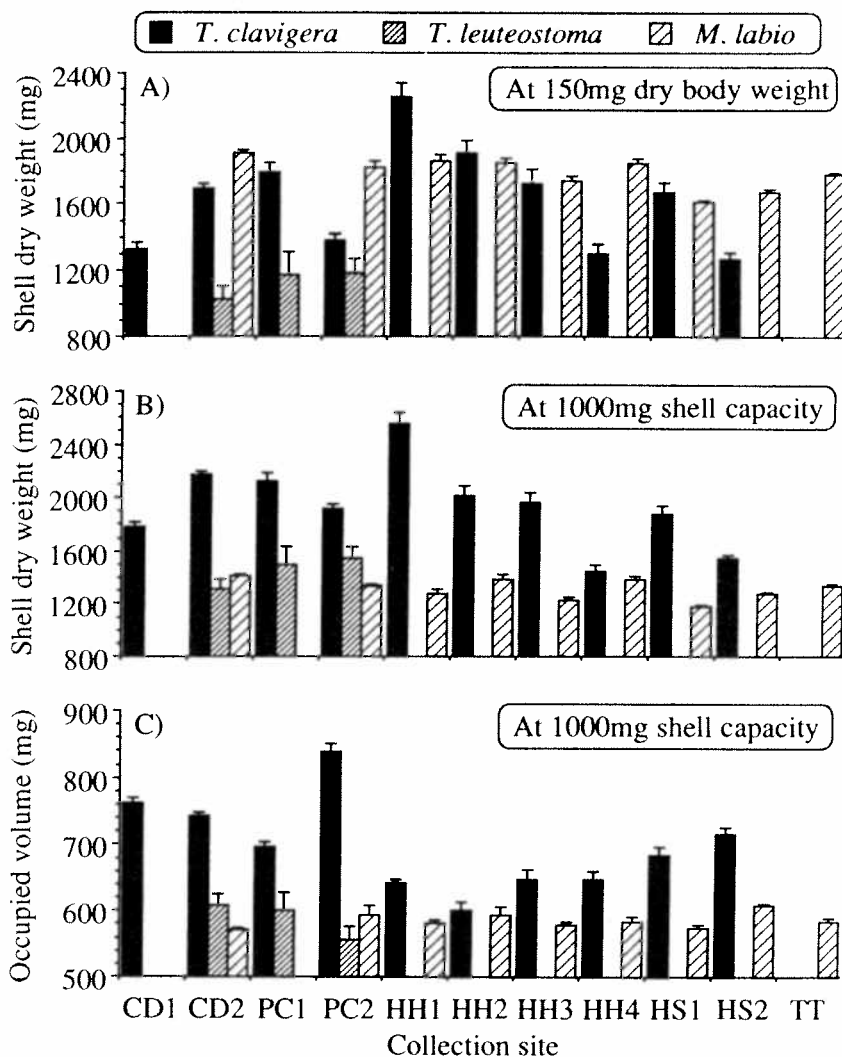 T. clavigera T. leuteostoma M. labio
A) At 150mg dry body weight
Shell dry weight (mg)
2400
2000
1600
1200
800
B) At 1000mg shell capacity
Shell dry weight (mg)
2800
2400
2000
1600
1200
800
C) At 1000mg shell capacity
Occupied volume (mg)
900
800
700
600
500
CD1 CD2 PC1 PC2 HH1 HH2 HH3 HH4 HS1 HS2 TT
Collection site